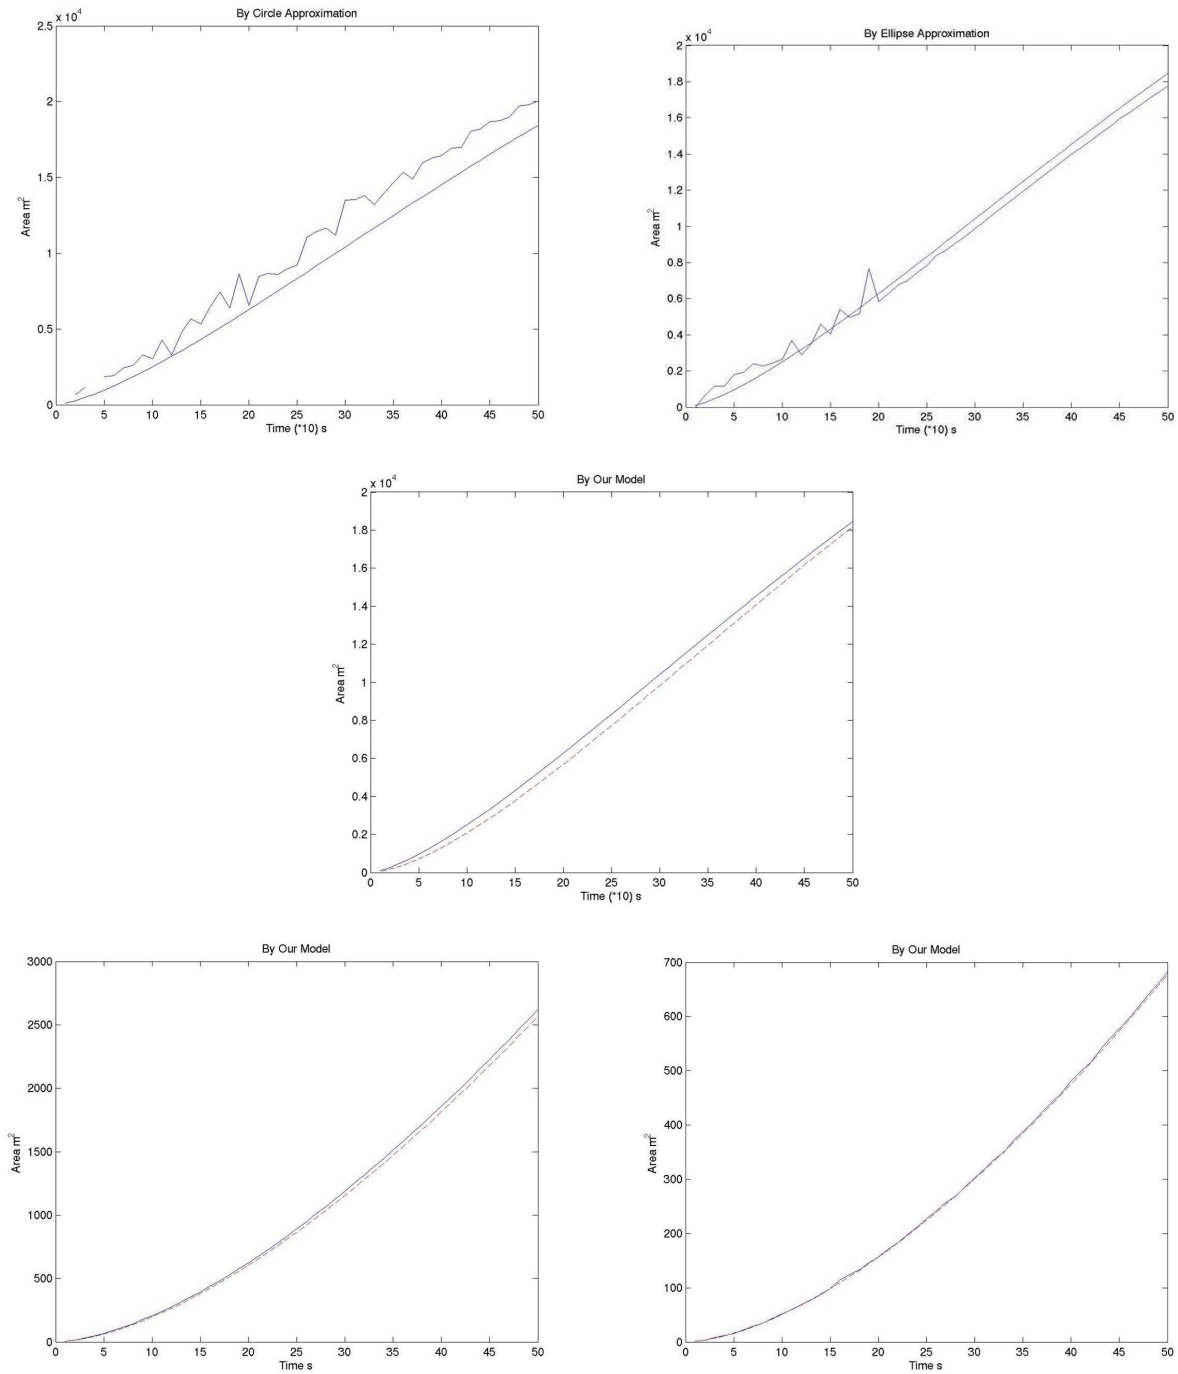 By Circle Approximation
x 10^4
2.5
2
1.5
1
0.5
0
Area m^2
0 5 10 15 20 25 30 35 40 45 50
Time (*10) s
By Ellipse Approximation
x 10^4
2
1.8
1.6
1.4
1.2
1
0.8
0.6
0.4
0.2
0
Area m^2
0 5 10 15 20 25 30 35 40 45 50
Time (*10) s
By Our Model
x 10^4
2
1.8
1.6
1.4
1.2
1
0.8
0.6
0.4
0.2
0
Area m^2
0 5 10 15 20 25 30 35 40 45 50
Time (*10) s
By Our Model
3000
2500
2000
1500
1000
500
0
Area m^2
0 5 10 15 20 25 30 35 40 45 50
Time s
By Our Model
700
600
500
400
300
200
100
0
Area m^2
0 5 10 15 20 25 30 35 40 45 50
Time s